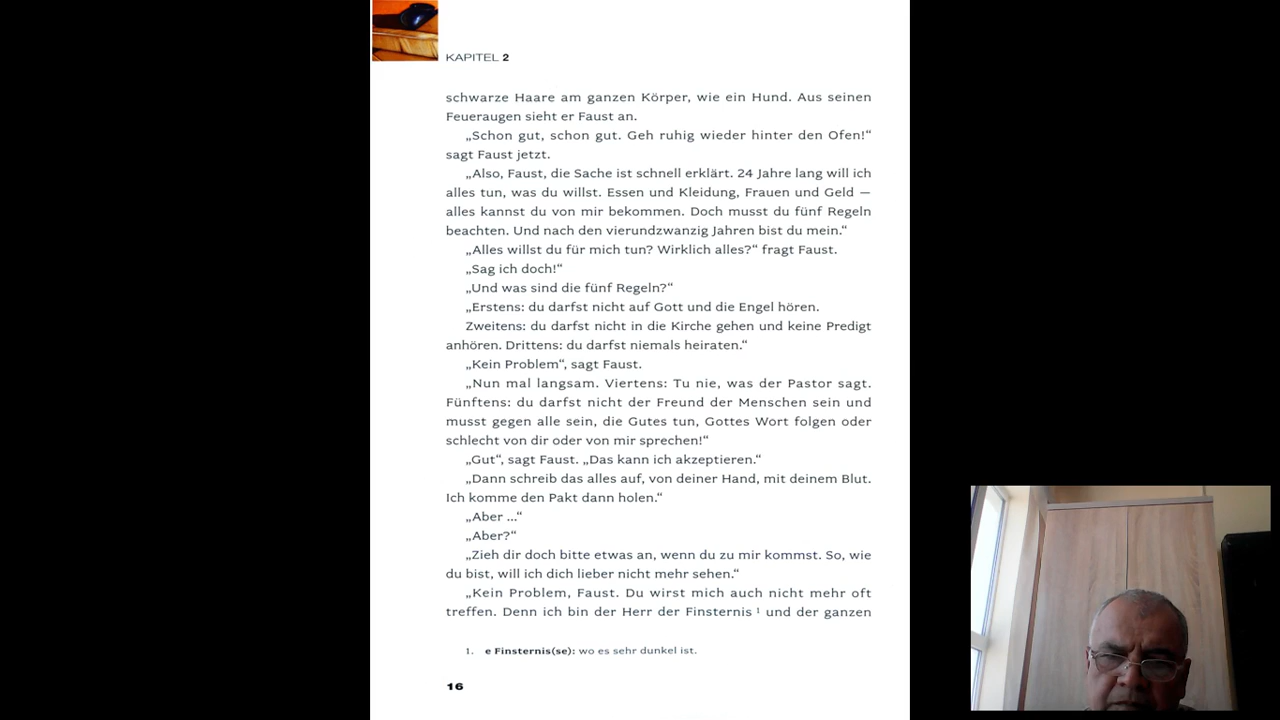 KAPITEL 2
schwarze Haare am ganzen Körper, wie ein Hund. Aus seinen
Feueraugen sieht er Faust an.
„Schon gut, schon gut. Geh ruhig wieder hinter den Ofen!“
sagt Faust jetzt.
„Also, Faust, die Sache ist schnell erklärt. 24 Jahre lang will ich
alles tun, was du willst. Essen und Kleidung, Frauen und Geld —
alles kannst du von mir bekommen. Doch musst du fünf Regeln
beachten. Und nach den vierundzwanzig Jahren bist du mein.“
„Alles willst du für mich tun? Wirklich alles?“ fragt Faust.
„Sag ich doch!“
„Und was sind die fünf Regeln?“
„Erstens: du darfst nicht auf Gott und die Engel hören.
Zweitens: du darfst nicht in die Kirche gehen und keine Predigt
anhören. Drittens: du darfst niemals heiraten.“
„Kein Problem“, sagt Faust.
„Nun mal langsam. Viertens: Tu nie, was der Pastor sagt.
Fünftens: du darfst nicht der Freund der Menschen sein und
musst gegen alle sein, die Gutes tun, Gottes Wort folgen oder
schlecht von dir oder von mir sprechen!“
„Gut“, sagt Faust. „Das kann ich akzeptieren.“
„Dann schreib das alles auf, von deiner Hand, mit deinem Blut.
Ich komme den Pakt dann holen.“
„Aber ...“
„Aber?“
„Zieh dir doch bitte etwas an, wenn du zu mir kommst. So, wie
du bist, will ich dich lieber nicht mehr sehen.“
„Kein Problem, Faust. Du wirst mich auch nicht mehr oft
treffen. Denn ich bin der Herr der Finsternis ¹ und der ganzen
1. e Finsternis(se): wo es sehr dunkel ist.
16